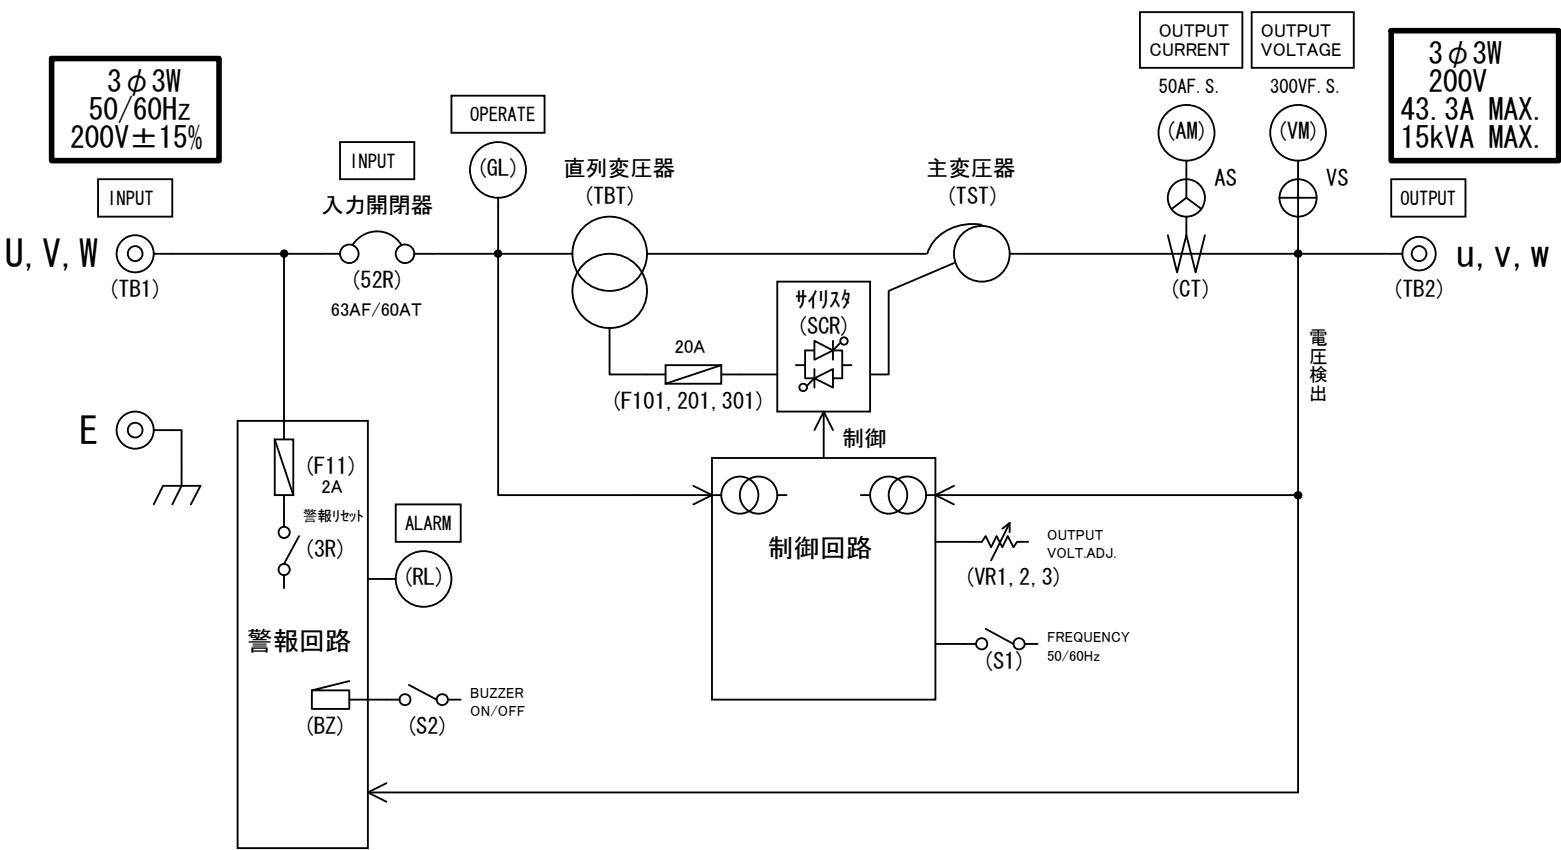 3φ3W
50/60Hz
200V±15%
INPUT
U, V, W
(TB1)
E
INPUT
入力開閉器
(52R)
63AF/60AT
OPERATE
(GL)
直列変圧器
(TBT)
主変圧器
(TST)
OUTPUT
CURRENT
50AF. S.
(AM)
AS
(CT)
OUTPUT
VOLTAGE
300VF. S.
(VM)
VS
3φ3W
200V
43. 3A MAX.
15kVA MAX.
OUTPUT
u, v, w
(TB2)
電圧検出
20A
(F101, 201, 301)
サイリスタ
(SCR)
制御
制御回路
OUTPUT
VOLT.ADJ.
(VR1, 2, 3)
FREQUENCY
50/60Hz
(S1)
(F11)
2A
警報リセット
(3R)
ALARM
(RL)
警報回路
(BZ)
(S2)
BUZZER
ON/OFF